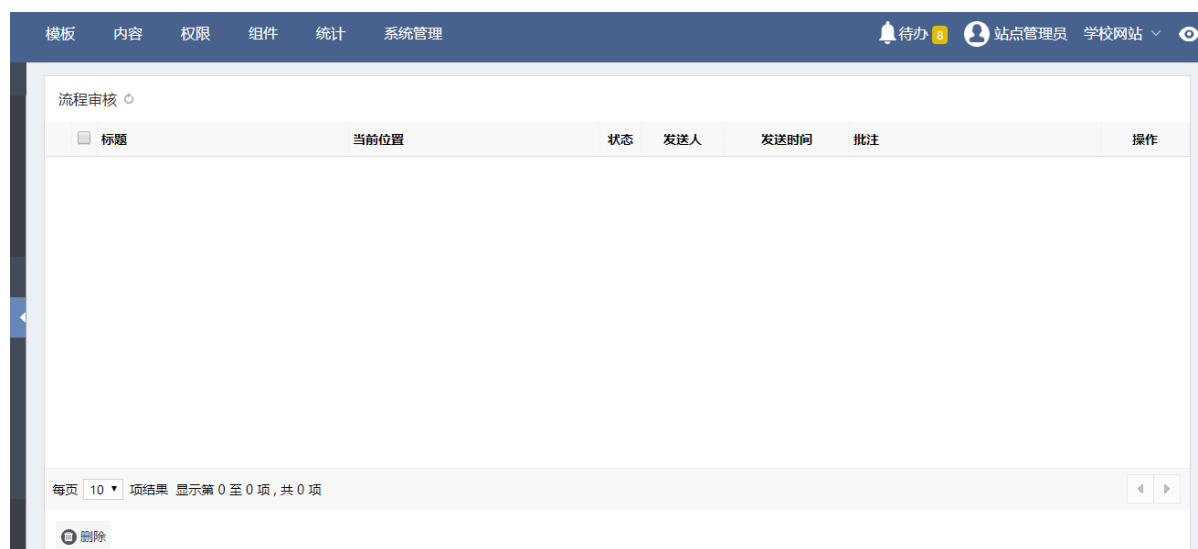 模板 内容 权限 组件 统计 系统管理 待办 8 站点管理员 学校网站
流程审核
标题 当前位置 状态 发送人 发送时间 批注 操作
每页 10 项结果 显示第 0 至 0 项 , 共 0 项
删除